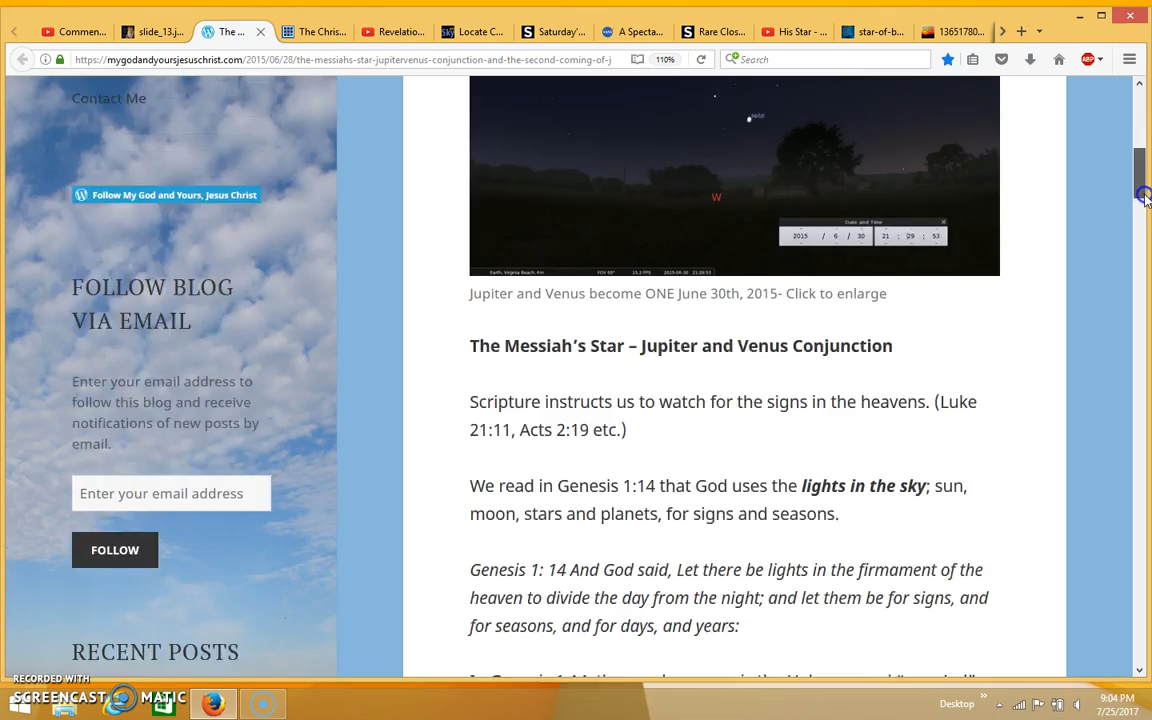 Commen...
slide_13.j...
The ...
The Chris...
Revelatio...
Locate C...
Saturday'...
A Specta...
Rare Clos...
His Star - ...
star-of-b...
13651780...
https://mygodandyoursjesuschrist.com/2015/06/28/the-messiahs-star-jupitervenus-conjunction-and-the-second-coming-of-j
110%
Search
ABP
Contact Me
Follow My God and Yours, Jesus Christ
FOLLOW BLOG
VIA EMAIL
Enter your email address to
follow this blog and receive
notifications of new posts by
email.
Enter your email address
FOLLOW
RECENT POSTS
W
Date and Time
2015 / 6 / 30 21 : 29 : 53
FOV 60°
15.2 FPS
2015-06-30 21:29:53
Jupiter and Venus become ONE June 30th, 2015- Click to enlarge
The Messiah's Star – Jupiter and Venus Conjunction
Scripture instructs us to watch for the signs in the heavens. (Luke
21:11, Acts 2:19 etc.)
We read in Genesis 1:14 that God uses the lights in the sky; sun,
moon, stars and planets, for signs and seasons.
Genesis 1: 14 And God said, Let there be lights in the firmament of the
heaven to divide the day from the night; and let them be for signs, and
for seasons, and for days, and years:
RECORDED WITH
SCREENCAST MATIC
Desktop
9:04 PM
7/25/2017